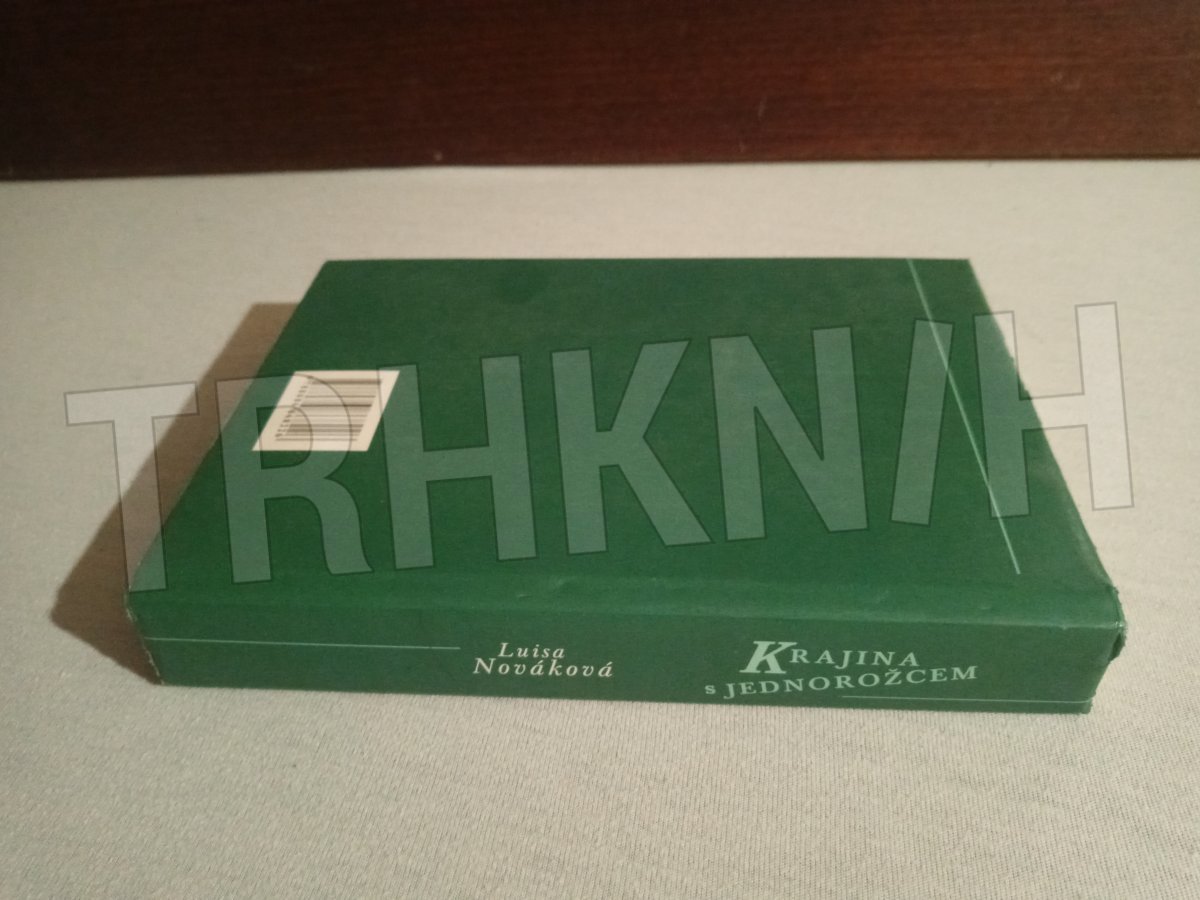 TRHKNIH
Luisa
Nováková
KRAJINA
s JEDNOROŽCEM